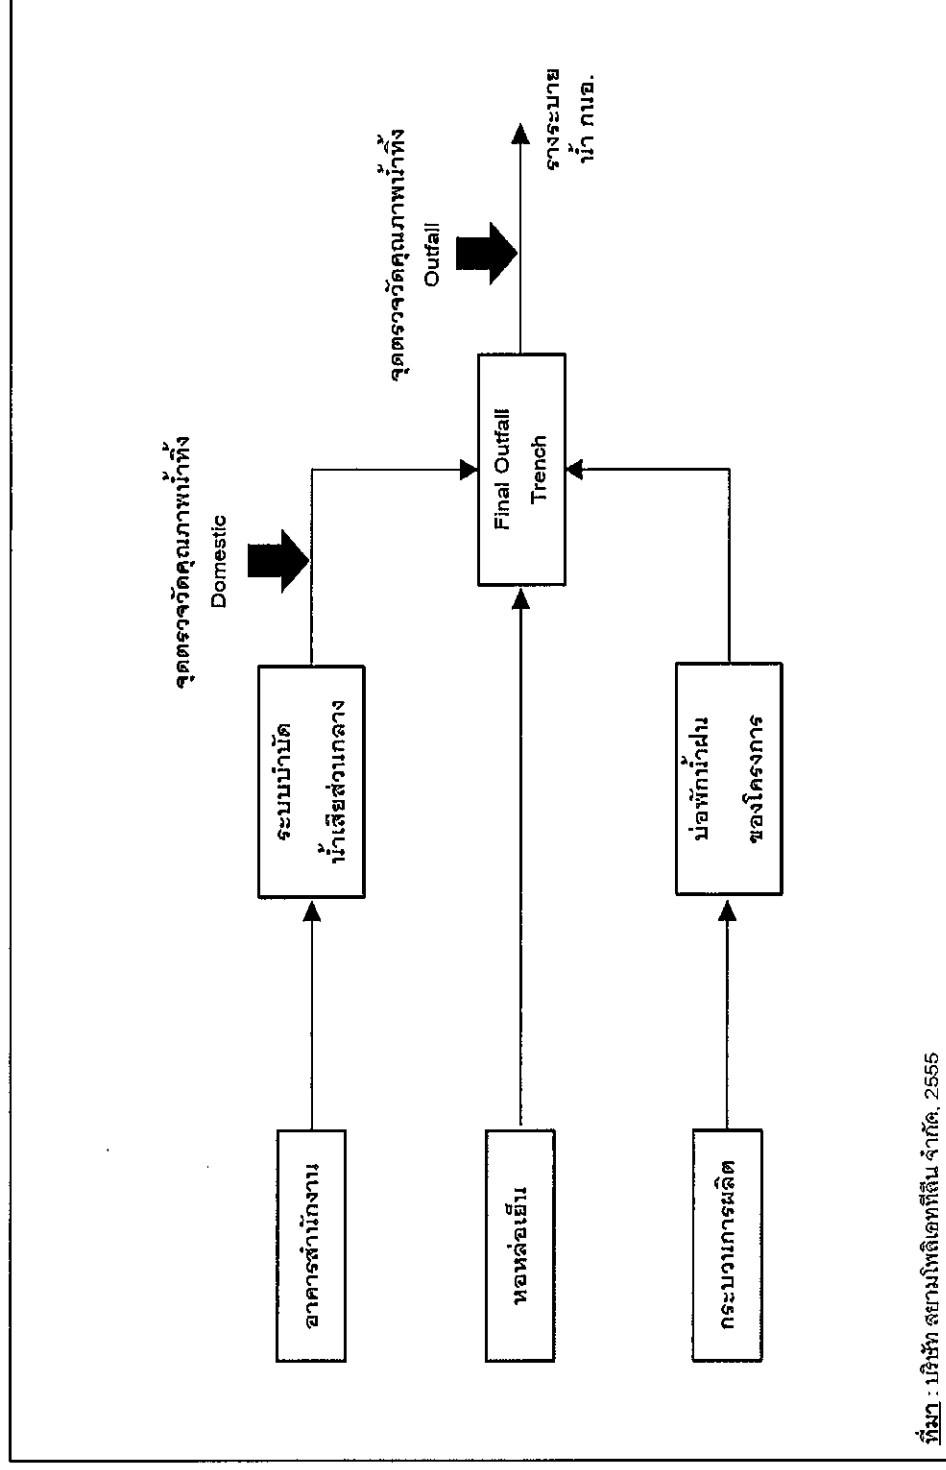 จุดตรวจวัดคุณภาพน้ำทิ้ง
Domestic
จุดตรวจวัดคุณภาพน้ำทิ้ง
Outfall
อาคารสำนักงาน
ระบบบำบัด
น้ำเสียส่วนกลาง
หอหล่อเย็น
Final Outfall
Trench
รางระบาย
น้ำ กนอ.
กระบวนการผลิต
บ่อพักน้ำฝน
ของโครงการ
ที่มา : บริษัท สยามโพลิเอททีลีน จำกัด, 2555